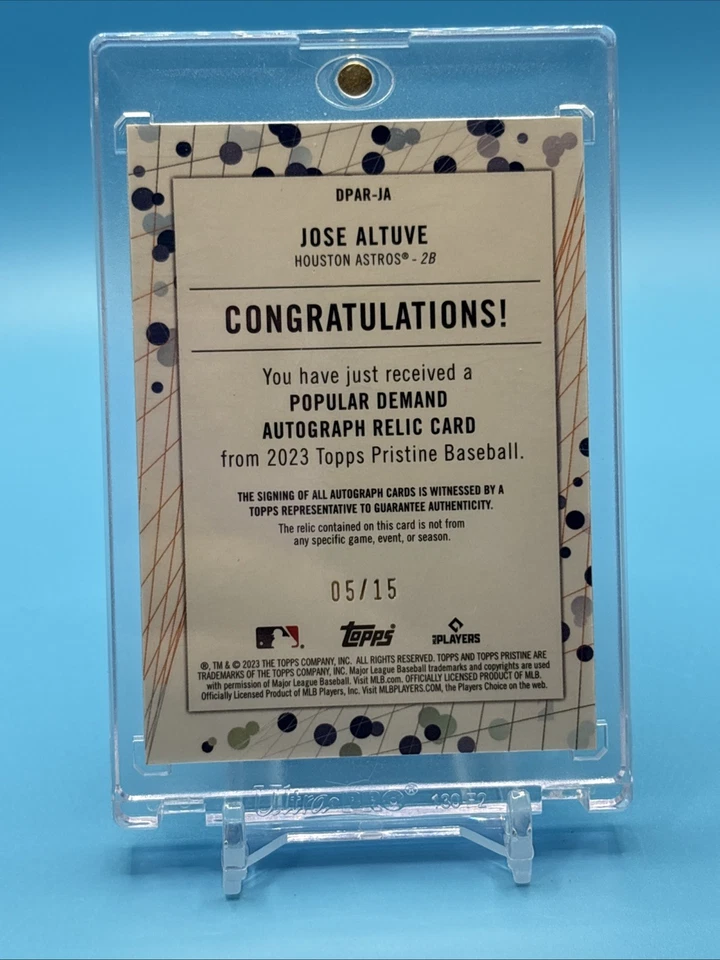 DPAR-JA
JOSE ALTUVE
HOUSTON ASTROS® - 2B
CONGRATULATIONS!
You have just received a
POPULAR DEMAND
AUTOGRAPH RELIC CARD
from 2023 Topps Pristine Baseball.
THE SIGNING OF ALL AUTOGRAPH CARDS IS WITNESSED BY A
TOPPS REPRESENTATIVE TO GUARANTEE AUTHENTICITY.
The relic contained on this card is not from
any specific game, event, or season.
05/15
topps
PLAYERS
®, TM & © 2023 THE TOPPS COMPANY, INC. ALL RIGHTS RESERVED. TOPPS AND TOPPS PRISTINE ARE
TRADEMARKS OF THE TOPPS COMPANY, INC. Major League Baseball trademarks and copyrights are used
with permission of Major League Baseball. Visit MLB.com. OFFICIALLY LICENSED PRODUCT OF MLB.
Officially Licensed Product of MLB Players, Inc. Visit MLBPLAYERS.COM, the Players Choice on the web.
Ultra PRO®